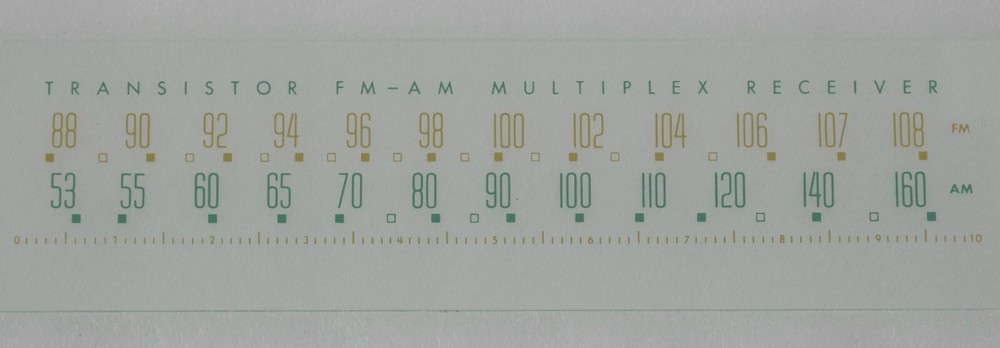 TRANSISTOR FM-AM MULTIPLEX RECEIVER
88 90 92 94 96 98 100 102 104 106 107 108 FM
53 55 60 65 70 80 90 100 110 120 140 160 AM
0 1 2 3 4 5 6 7 8 9 10